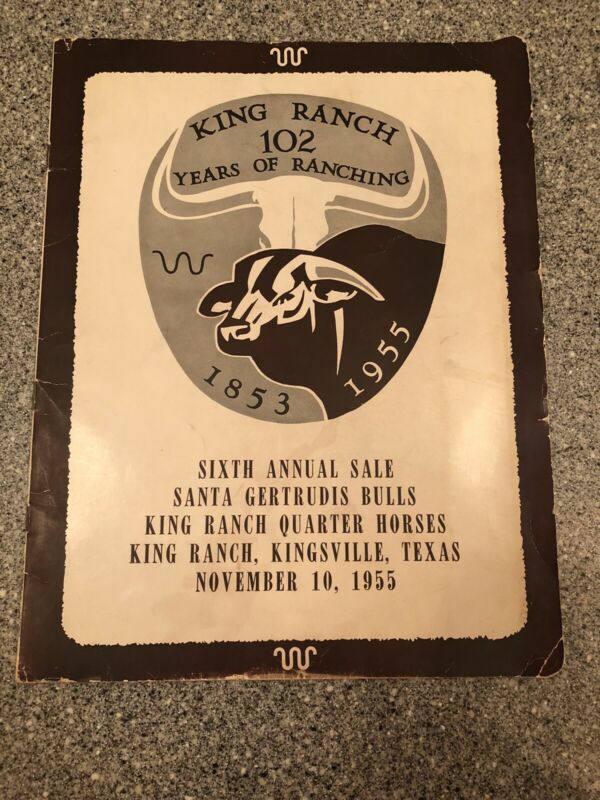 KING RANCH
102
YEARS OF RANCHING
1853
1955
SIXTH ANNUAL SALE
SANTA GERTRUDIS BULLS
KING RANCH QUARTER HORSES
KING RANCH, KINGSVILLE, TEXAS
NOVEMBER 10, 1955